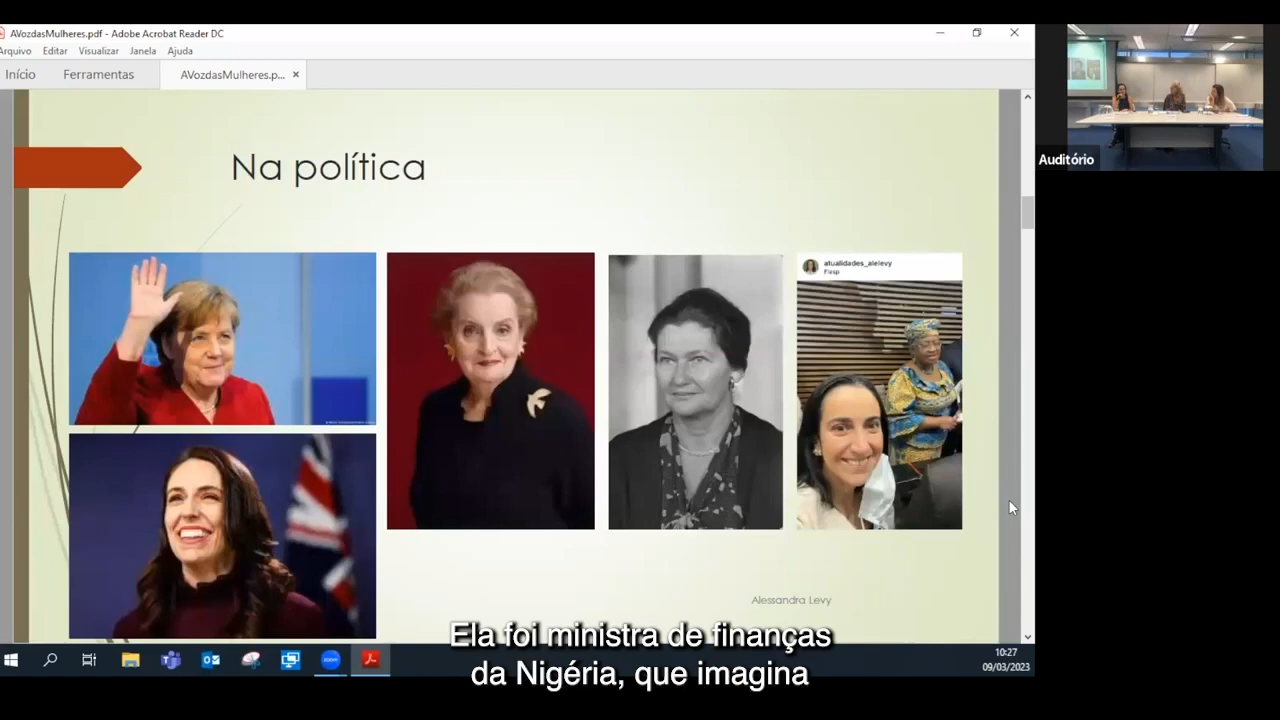 AVozdasMulheres.pdf - Adobe Acrobat Reader DC
Arquivo Editar Visualizar Janela Ajuda
Início Ferramentas AVozdasMulheres.p... ×
Na política
atualidades_alelevy
Fiesp
Auditório
Alessandra Levy
Ela foi ministra de finanças
da Nigéria, que imagina
zoom
10:27
09/03/2023